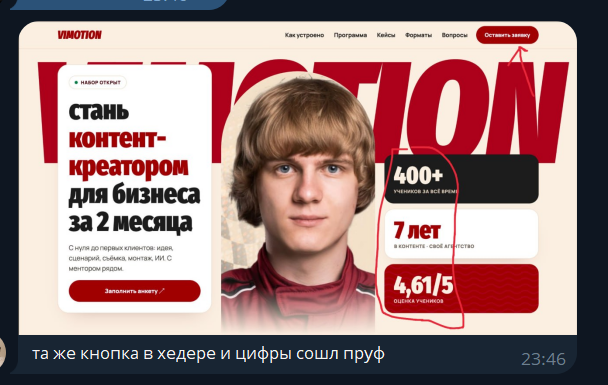 VIMOTION
Как устроено Программа Кейсы Форматы Вопросы Оставить заявку
VIMOTION
НАБОР ОТКРЫТ
стань
контент-
креатором
для бизнеса
за 2 месяца
С нуля до первых клиентов: идея,
сценарий, съёмка, монтаж, ИИ. С
ментором рядом.
Заполнить анкету ↗
400+
УЧЕНИКОВ ЗА ВСЁ ВРЕМЯ
7 лет
В КОНТЕНТЕ · СВОЁ АГЕНТСТВО
4,61/5
ОЦЕНКА УЧЕНИКОВ
та же кнопка в хедере и цифры сошл пруф
23:46